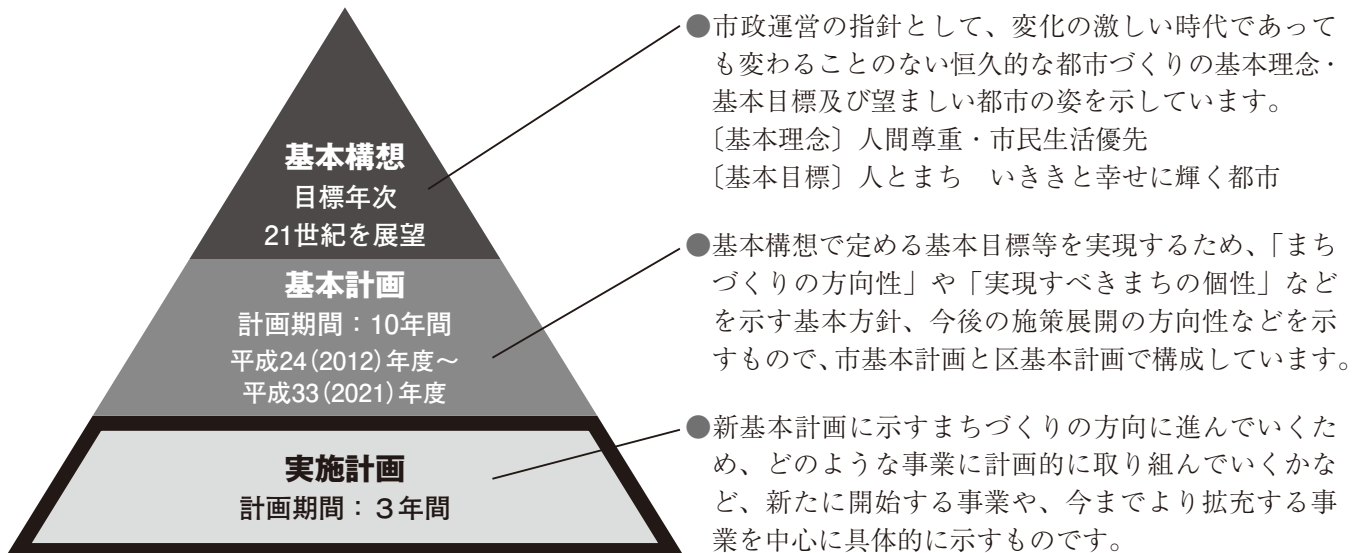 基本構想
目標年次
21世紀を展望
●市政運営の指針として、変化の激しい時代であって
も変わることのない恒久的な都市づくりの基本理念・
基本目標及び望ましい都市の姿を示しています。
〔基本理念〕人間尊重・市民生活優先
〔基本目標〕人とまち　いききと幸せに輝く都市
基本計画
計画期間：10年間
平成24(2012)年度～
平成33(2021)年度
●基本構想で定める基本目標等を実現するため、「まち
づくりの方向性」や「実現すべきまちの個性」など
を示す基本方針、今後の施策展開の方向性などを示
すもので、市基本計画と区基本計画で構成しています。
実施計画
計画期間：３年間
●新基本計画に示すまちづくりの方向に進んでいくた
め、どのような事業に計画的に取り組んでいくかな
ど、新たに開始する事業や、今までより拡充する事
業を中心に具体的に示すものです。